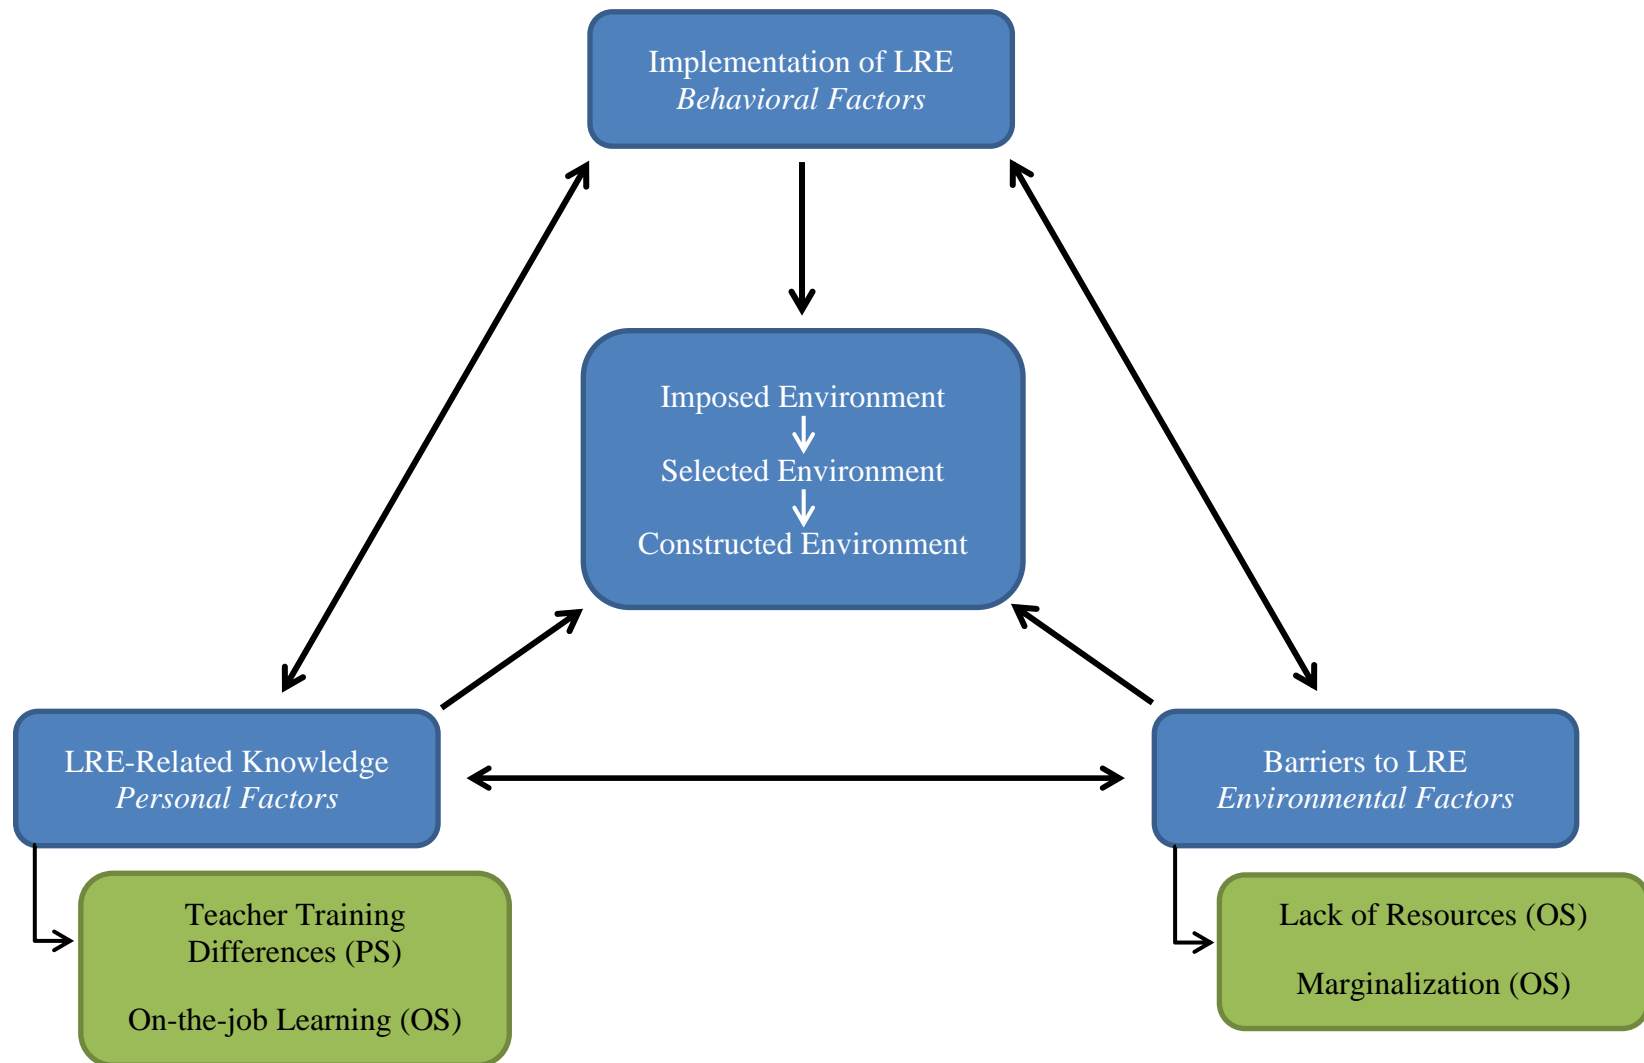 Implementation of LRE
Behavioral Factors
Imposed Environment
Selected Environment
Constructed Environment
LRE-Related Knowledge
Personal Factors
Barriers to LRE
Environmental Factors
Teacher Training
Differences (PS)
On-the-job Learning (OS)
Lack of Resources (OS)
Marginalization (OS)